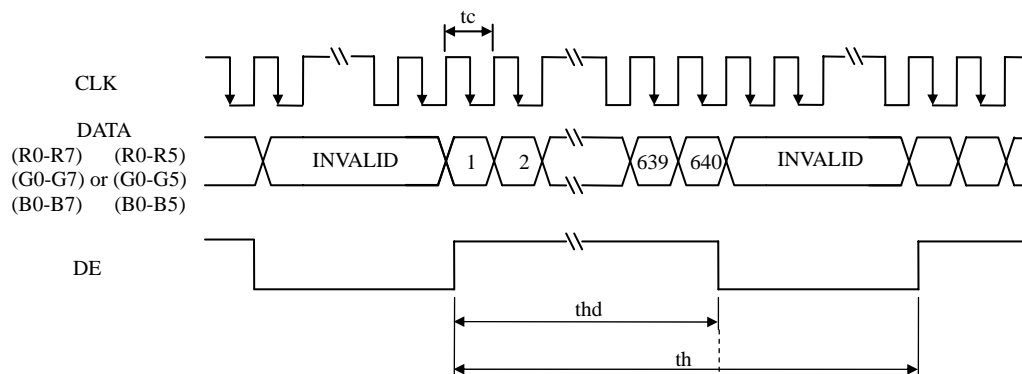 tc
CLK
DATA
(R0-R7) (R0-R5)
(G0-G7) or (G0-G5)
(B0-B7) (B0-B5)
INVALID 1 2 639 640 INVALID
DE
thd
th